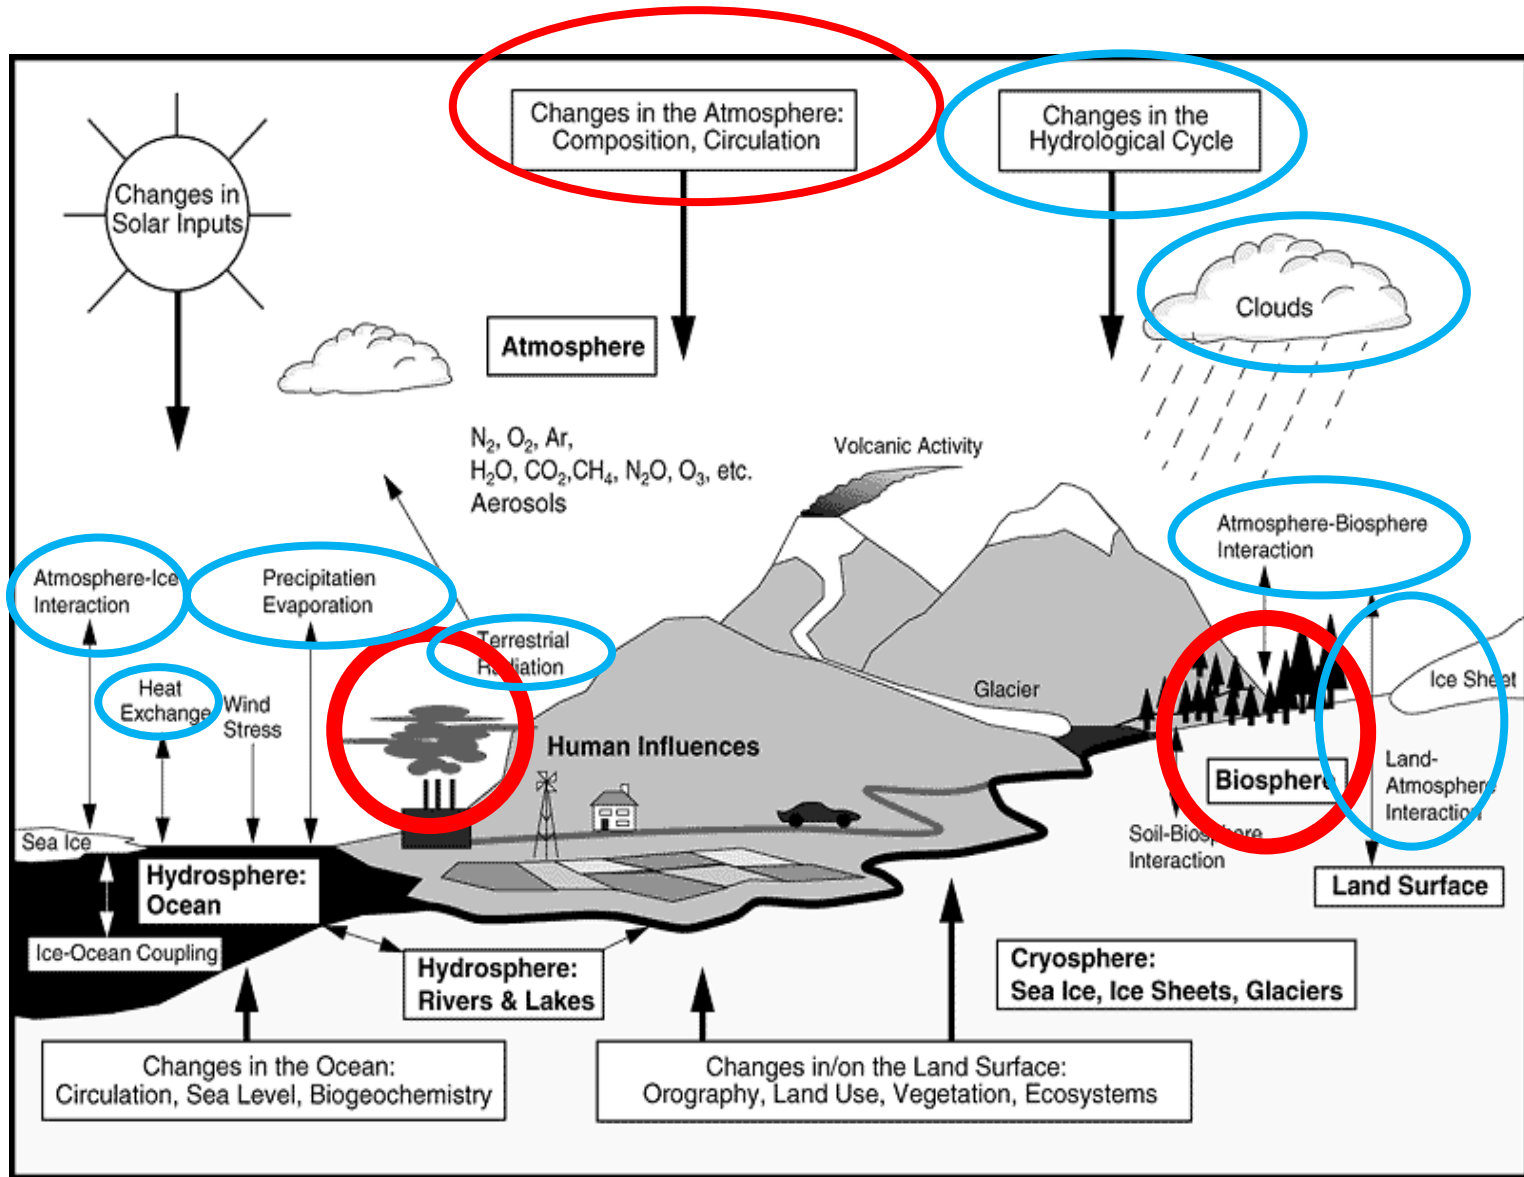 Changes in the Atmosphere:
Composition, Circulation
Changes in the
Hydrological Cycle
Changes in
Solar Inputs
Clouds
Atmosphere
N₂, O₂, Ar,
H₂O, CO₂,CH₄, N₂O, O₃, etc.
Aerosols
Volcanic Activity
Atmosphere-Biosphere
Interaction
Atmosphere-Ice
Interaction
Precipitation
Evaporation
Terrestrial
Radiation
Heat
Exchange
Wind
Stress
Glacier
Ice Sheet
Human Influences
Biosphere
Land-
Atmosphere
Interaction
Soil-Biosphere
Interaction
Sea Ice
Hydrosphere:
Ocean
Land Surface
Ice-Ocean Coupling
Hydrosphere:
Rivers & Lakes
Cryosphere:
Sea Ice, Ice Sheets, Glaciers
Changes in the Ocean:
Circulation, Sea Level, Biogeochemistry
Changes in/on the Land Surface:
Orography, Land Use, Vegetation, Ecosystems